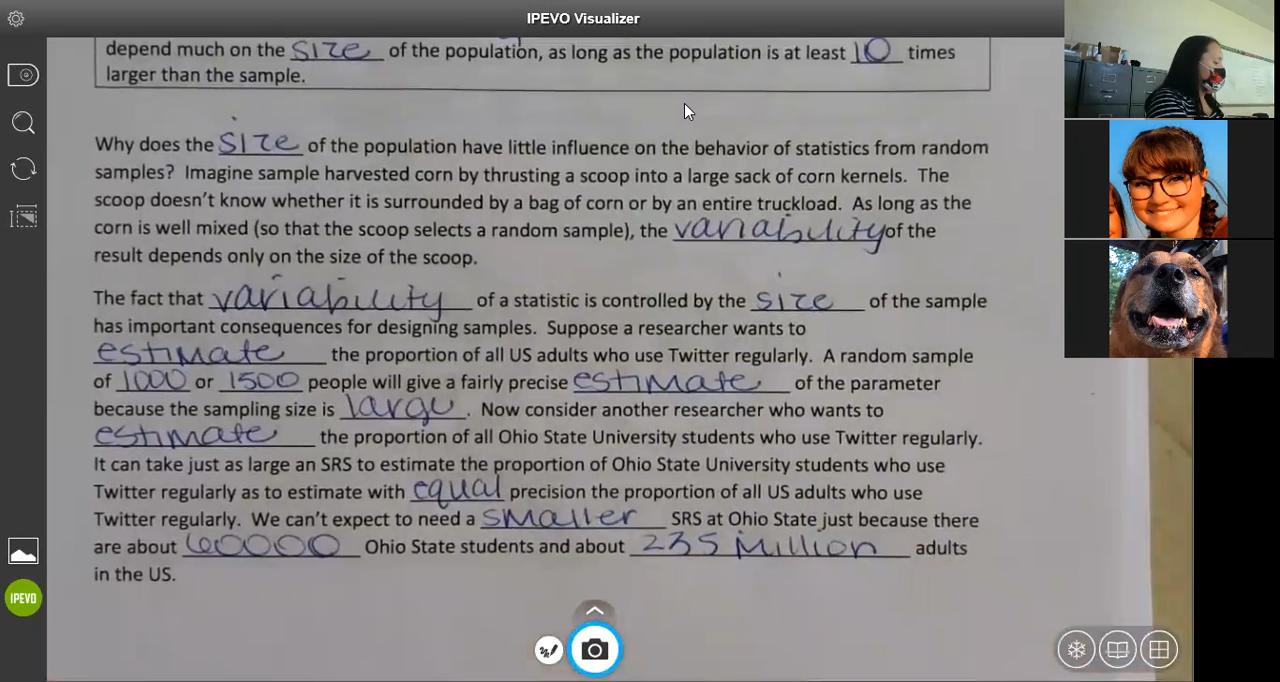 IPEVO Visualizer
depend much on the size of the population, as long as the population is at least 10 times
larger than the sample.
Why does the size of the population have little influence on the behavior of statistics from random
samples? Imagine sample harvested corn by thrusting a scoop into a large sack of corn kernels. The
scoop doesn't know whether it is surrounded by a bag of corn or by an entire truckload. As long as the
corn is well mixed (so that the scoop selects a random sample), the variability of the
result depends only on the size of the scoop.
The fact that variability of a statistic is controlled by the size of the sample
has important consequences for designing samples. Suppose a researcher wants to
estimate the proportion of all US adults who use Twitter regularly. A random sample
of 1000 or 1500 people will give a fairly precise estimate of the parameter
because the sampling size is large. Now consider another researcher who wants to
estimate the proportion of all Ohio State University students who use Twitter regularly.
It can take just as large an SRS to estimate the proportion of Ohio State University students who use
Twitter regularly as to estimate with equal precision the proportion of all US adults who use
Twitter regularly. We can't expect to need a smaller SRS at Ohio State just because there
are about 60000 Ohio State students and about 235 Million adults
in the US.
IPEVO